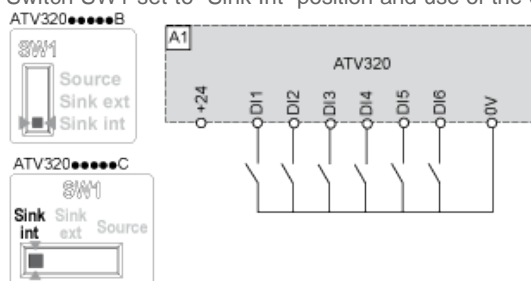 Switch SW1 set to "Sink Int" position and use of the
ATV320●●●●●B
SW1
Source
Sink ext
Sink int
A1
ATV320
+24
DI1
DI2
DI3
DI4
DI5
DI6
0V
ATV320●●●●●C
SW1
Sink int
Sink ext
Source